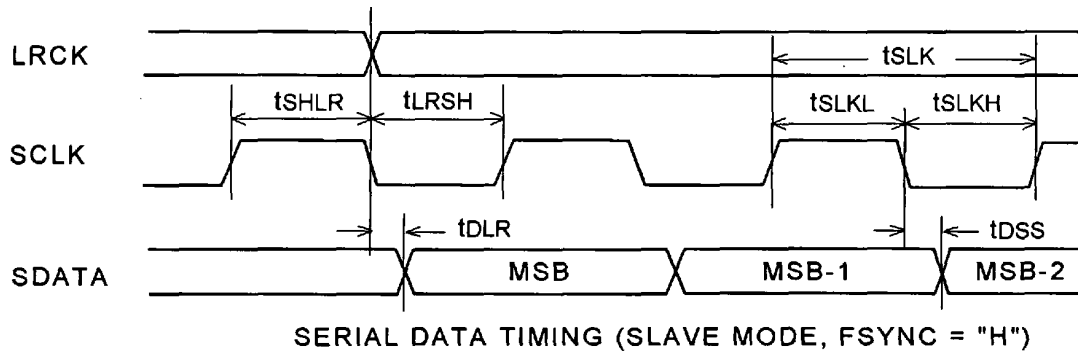 LRCK
tSLK
tSHLR tLRSH tSLKL tSLKH
SCLK
tDLR tDSS
SDATA MSB MSB-1 MSB-2
SERIAL DATA TIMING (SLAVE MODE, FSYNC = "H")